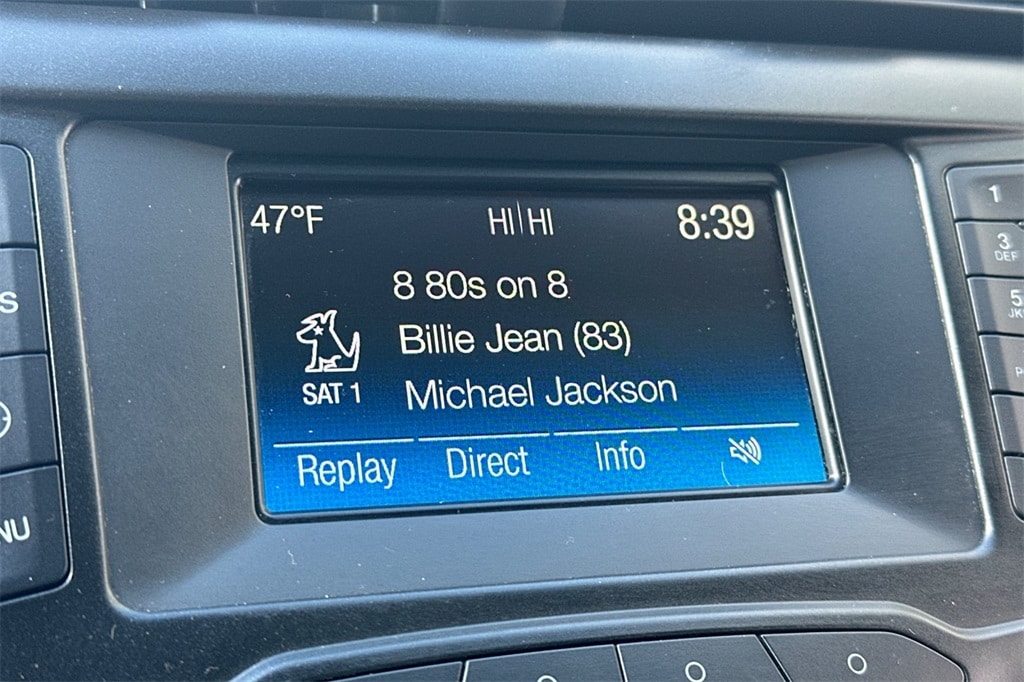 47°F HI|HI 8:39
8 80s on 8
Billie Jean (83)
SAT 1 Michael Jackson
Replay Direct Info
1
3
DEF
5
NU